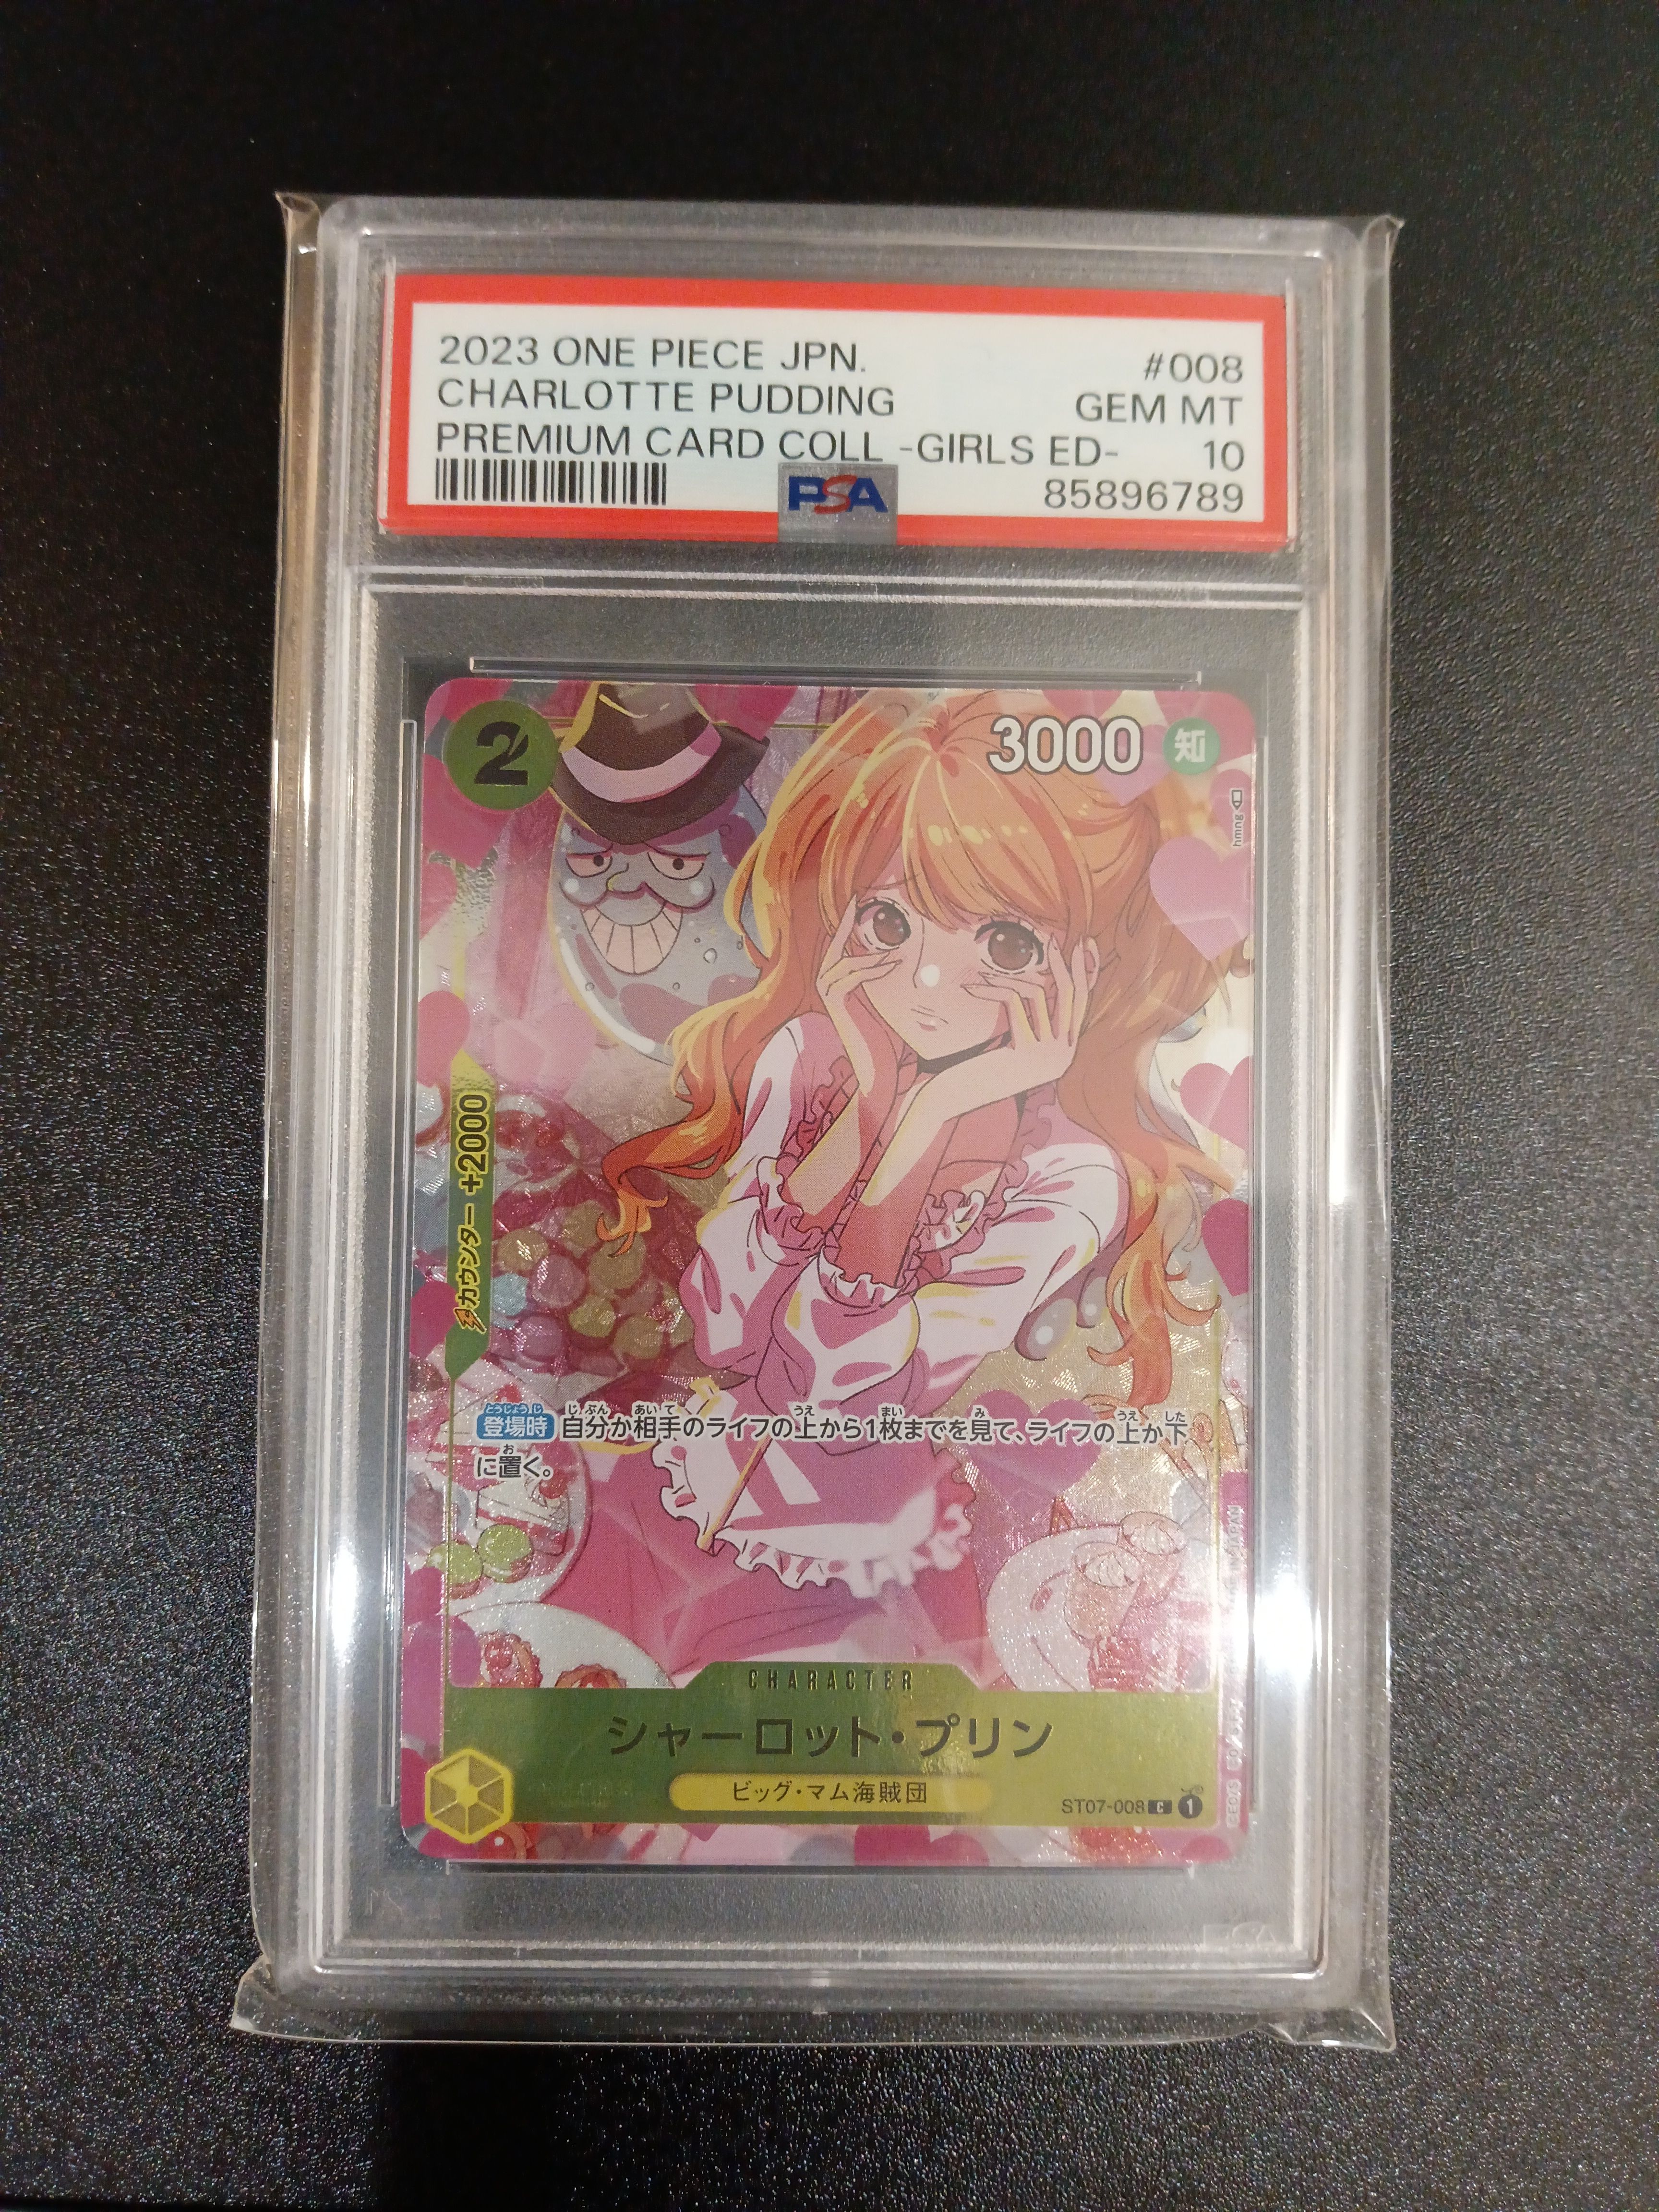 2023 ONE PIECE JPN. #008
CHARLOTTE PUDDING GEM MT
PREMIUM CARD COLL -GIRLS ED- 10
PSA 85896789
2 3000 知
hmng
カウンター +2000
登場時 自分か相手のライフの上から1枚までを見て、ライフの上か下
に置く。
CHARACTER
シャーロット・プリン
ビッグ・マム海賊団
ST07-008 C 1